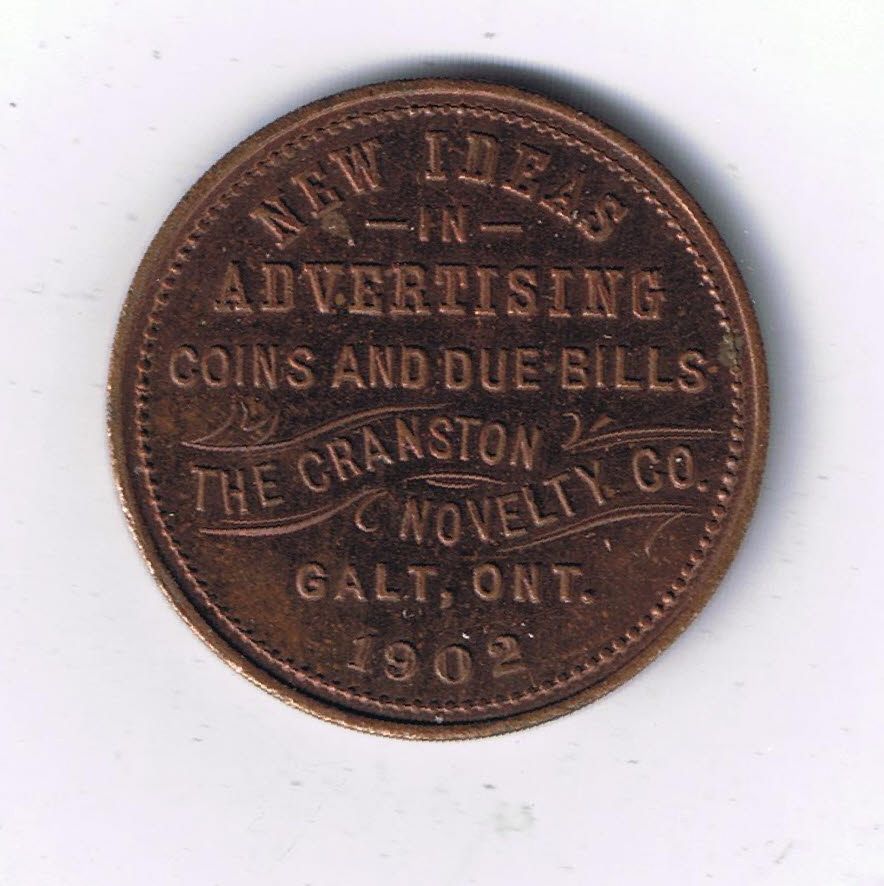 NEW IDEAS
— IN —
ADVERTISING
COINS AND DUE BILLS
THE CRANSTON
NOVELTY. CO.
GALT, ONT.
1902